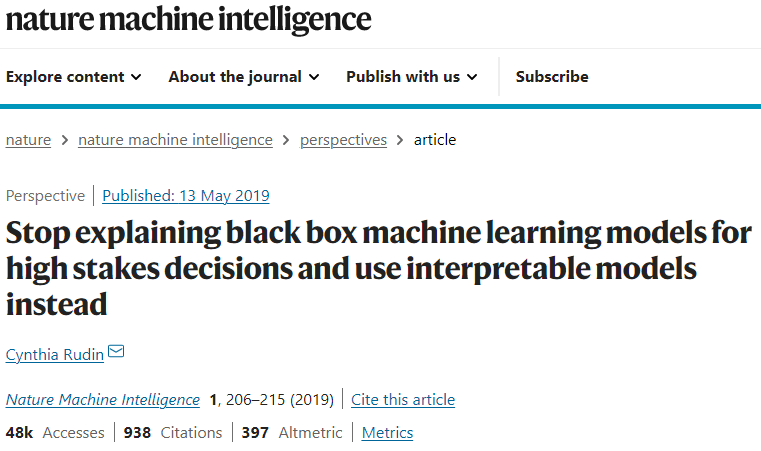 nature machine intelligence
Explore content About the journal Publish with us Subscribe
nature > nature machine intelligence > perspectives > article
Perspective | Published: 13 May 2019
Stop explaining black box machine learning models for
high stakes decisions and use interpretable models
instead
Cynthia Rudin
Nature Machine Intelligence 1, 206–215 (2019) | Cite this article
48k Accesses | 938 Citations | 397 Altmetric | Metrics